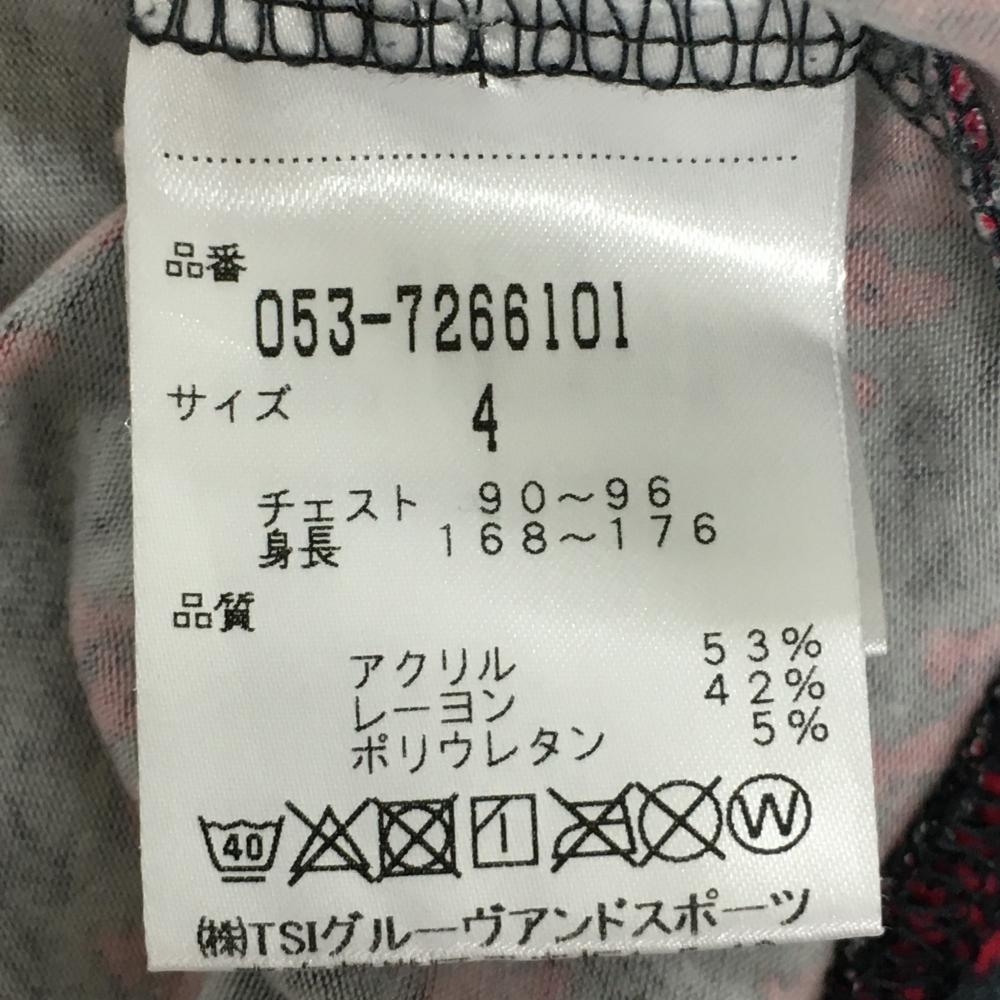 品番
053-7266101
サイズ 4
チェスト 90～96
身長 168～176
品質
アクリル 53%
レーヨン 42%
ポリウレタン 5%
40 W
㈱TSIグルーヴアンドスポーツ